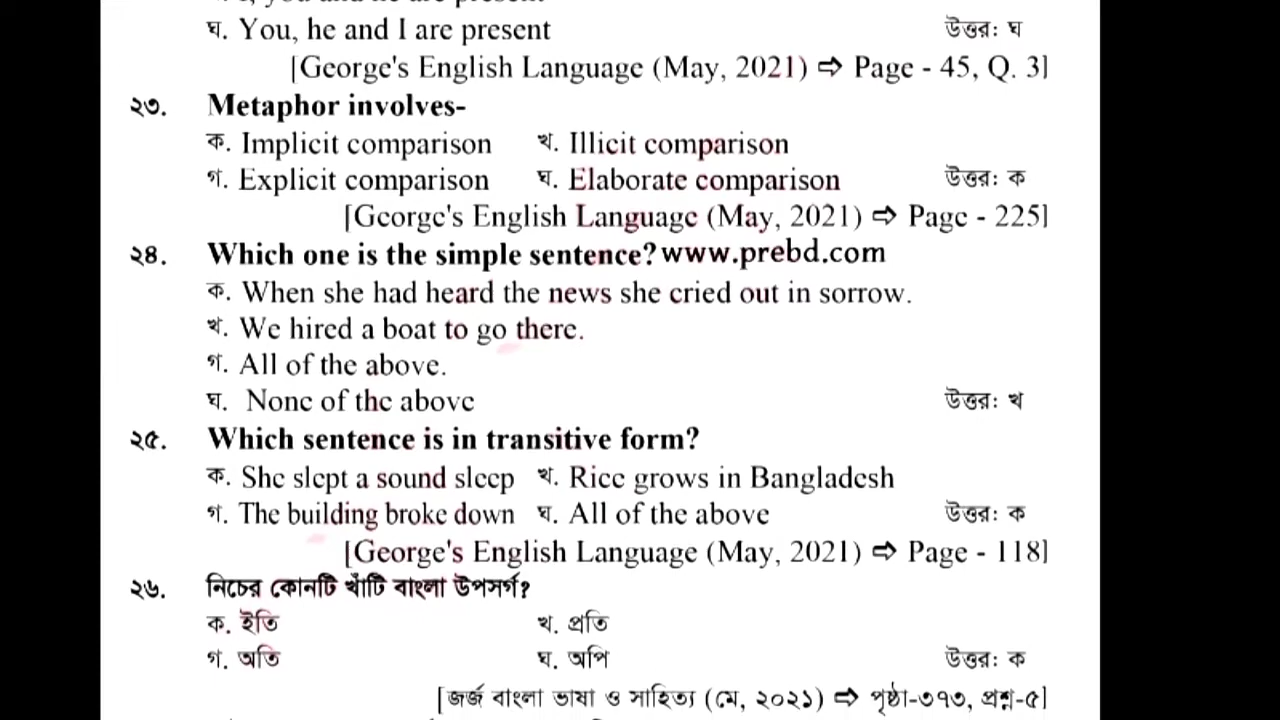 ঘ. You, he and I are present উত্তর: ঘ
[George's English Language (May, 2021) ⇨ Page - 45, Q. 3]
২৩. Metaphor involves-
ক. Implicit comparison খ. Illicit comparison
গ. Explicit comparison ঘ. Elaborate comparison উত্তর: ক
[George's English Language (May, 2021) ⇨ Page - 225]
২৪. Which one is the simple sentence? www.prebd.com
ক. When she had heard the news she cried out in sorrow.
খ. We hired a boat to go there.
গ. All of the above.
ঘ. None of the above উত্তর: খ
২৫. Which sentence is in transitive form?
ক. She slept a sound sleep খ. Rice grows in Bangladesh
গ. The building broke down ঘ. All of the above উত্তর: ক
[George's English Language (May, 2021) ⇨ Page - 118]
২৬. নিচের কোনটি খাঁটি বাংলা উপসর্গ?
ক. ইতি খ. প্রতি
গ. অতি ঘ. অপি উত্তর: ক
[জর্জ বাংলা ভাষা ও সাহিত্য (মে, ২০২১) ⇨ পৃষ্ঠা-৩৭৩, প্রশ্ন-৫]